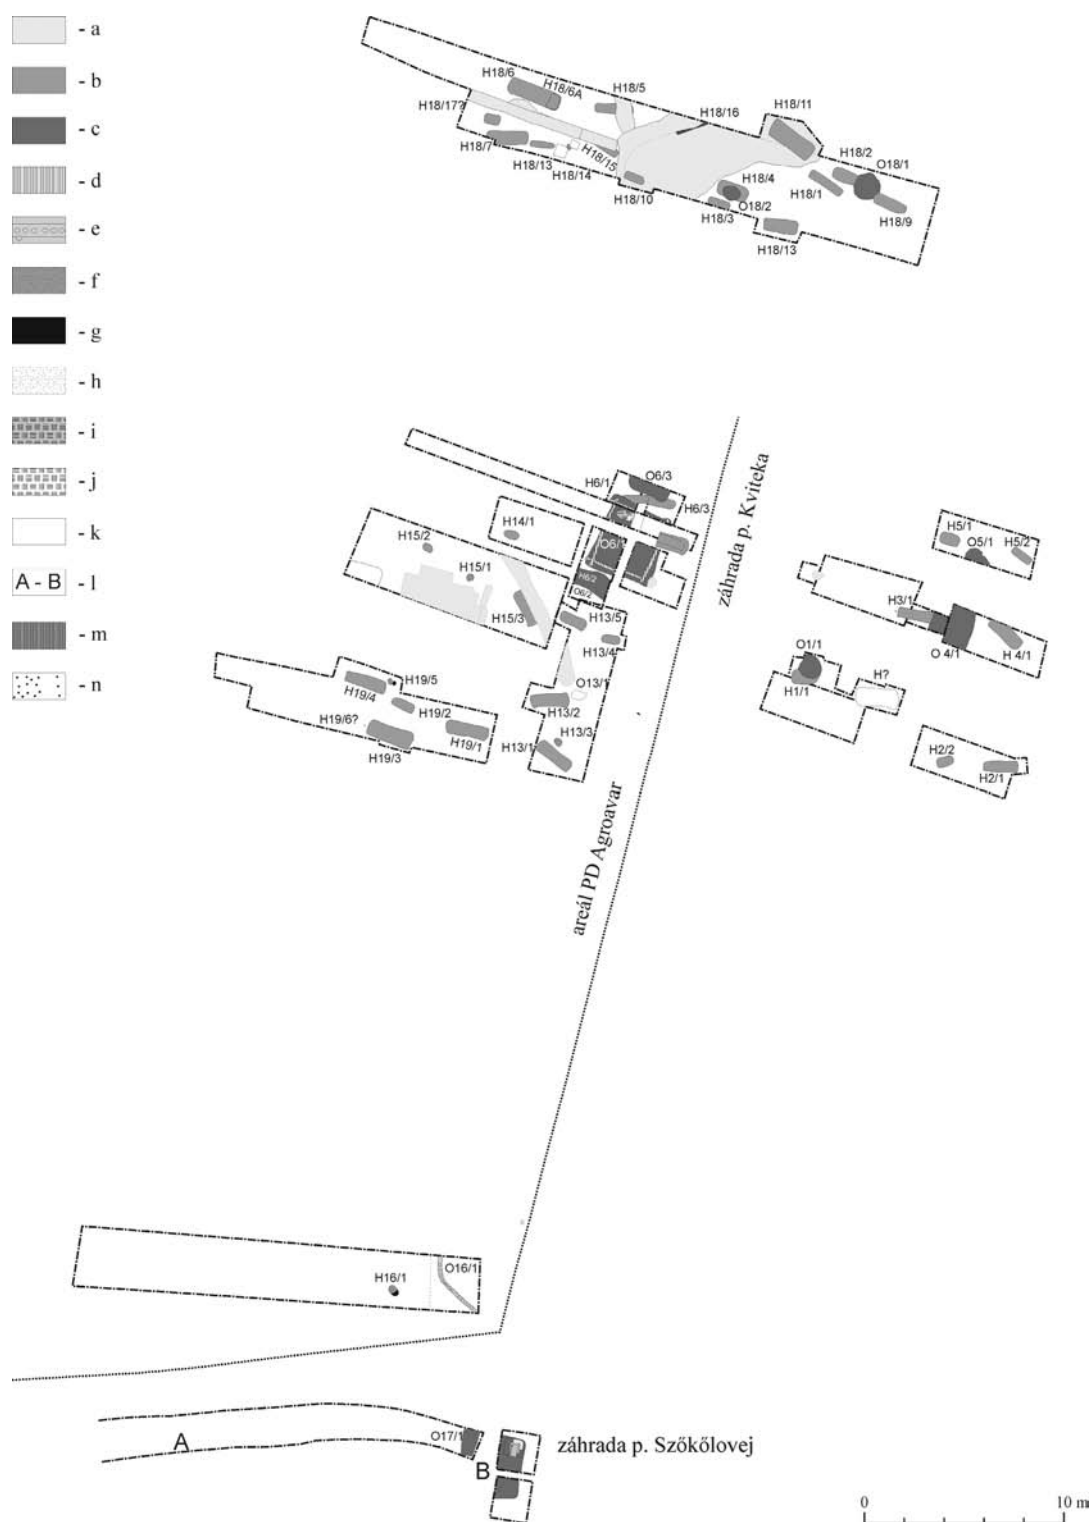 - a
- b
- c
- d
- e
- f
- g
- h
- i
- j
- k
A - B - l
- m
- n
H18/6
H18/6A
H18/5
H18/17?
H18/16
H18/11
H18/7
H18/13
H18/14
H18/15
H18/10
H18/2
O18/1
H18/4
H18/1
O18/2
H18/3
H18/9
H18/13
záhrada p. Kviteka
H6/1
O6/3
H6/3
H14/1
O6/1
H15/2
H6/2
O6/2
H15/1
H15/3
H13/5
H13/4
O13/1
H13/2
H13/3
H13/1
H19/5
H19/4
H19/2
H19/6?
H19/1
H19/3
H5/1
O5/1
H5/2
H3/1
O 4/1
H 4/1
O1/1
H?
H1/1
H2/2
H2/1
areál PD Agroavar
O16/1
H16/1
A
O17/1
B
záhrada p. Szőkőlovej
0 10 m